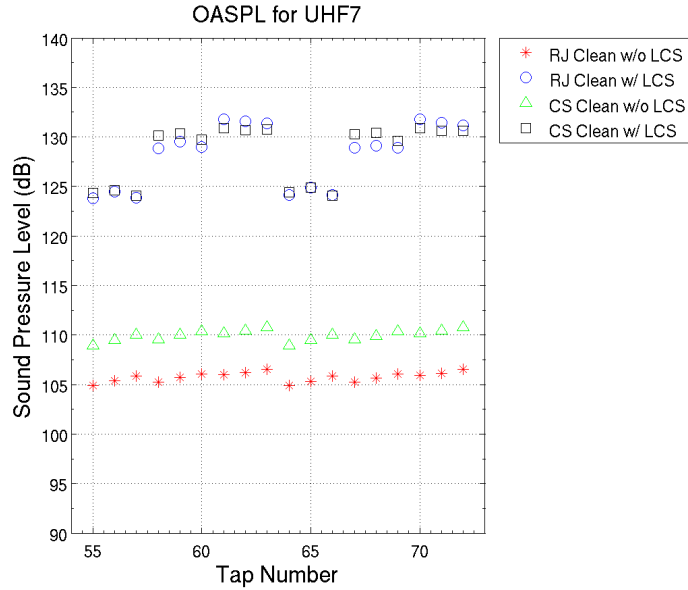 OASPL for UHF7
RJ Clean w/o LCS
RJ Clean w/ LCS
CS Clean w/o LCS
CS Clean w/ LCS
Sound Pressure Level (dB)
140
135
130
125
120
115
110
105
100
95
90
55
60
65
70
Tap Number